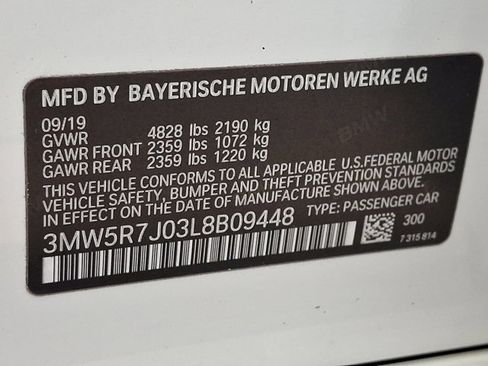 MFD BY BAYERISCHE MOTOREN WERKE AG
09/19
GVWR 4828 lbs 2190 kg
GAWR FRONT 2359 lbs 1072 kg
GAWR REAR 2359 lbs 1220 kg
THIS VEHICLE CONFORMS TO ALL APPLICABLE U.S.FEDERAL MOTOR
VEHICLE SAFETY, BUMPER AND THEFT PREVENTION STANDARDS
IN EFFECT ON THE DATE OF MANUFACTURE SHOWN ABOVE.
3MW5R7J03L8B09448 TYPE: PASSENGER CAR
300
7 315 814
BMW